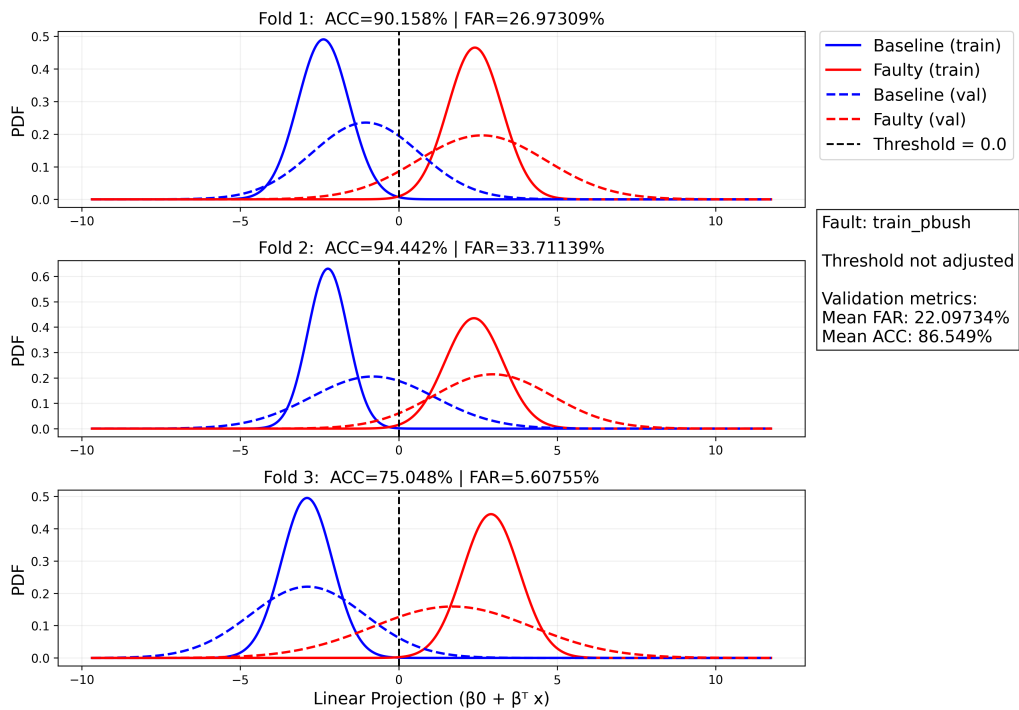 Fold 1:  ACC=90.158% | FAR=26.97309%
PDF
0.5
0.4
0.3
0.2
0.1
0.0
−10
−5
0
5
10
Baseline (train)
Faulty (train)
Baseline (val)
Faulty (val)
Threshold = 0.0
Fault: train_pbush
Threshold not adjusted
Validation metrics:
Mean FAR: 22.09734%
Mean ACC: 86.549%
Fold 2:  ACC=94.442% | FAR=33.71139%
PDF
0.6
0.5
0.4
0.3
0.2
0.1
0.0
−10
−5
0
5
10
Fold 3:  ACC=75.048% | FAR=5.60755%
PDF
0.5
0.4
0.3
0.2
0.1
0.0
−10
−5
0
5
10
Linear Projection (β0 + βᵀ x)